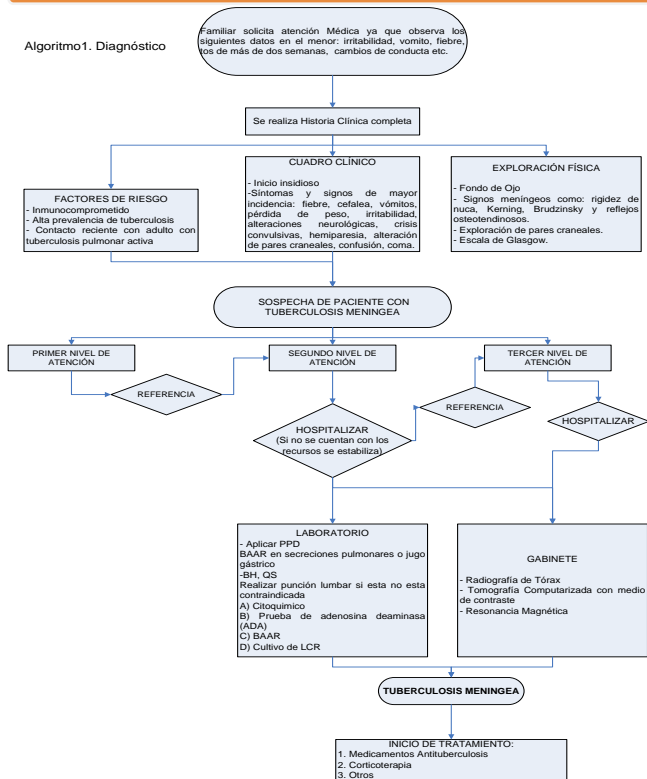 Algoritmo1. Diagnóstico
Familiar solicita atención Médica ya que observa los
siguientes datos en el menor: irritabilidad, vomito, fiebre,
tos de más de dos semanas, cambios de conducta etc.
Se realiza Historia Clínica completa
FACTORES DE RIESGO
- Inmunocomprometido
- Alta prevalencia de tuberculosis
- Contacto reciente con adulto con
tuberculosis pulmonar activa
CUADRO CLÍNICO
- Inicio insidioso
-Síntomas y signos de mayor
incidencia: fiebre, cefalea, vómitos,
pérdida de peso, irritabilidad,
alteraciones neurológicas, crisis
convulsivas, hemiparesia, alteración
de pares craneales, confusión, coma.
EXPLORACIÓN FÍSICA
- Fondo de Ojo
- Signos meníngeos como: rigidez de
nuca, Kerning, Brudzinsky y reflejos
osteotendinosos.
- Exploración de pares craneales.
- Escala de Glasgow.
SOSPECHA DE PACIENTE CON
TUBERCULOSIS MENINGEA
PRIMER NIVEL DE
ATENCIÓN
SEGUNDO NIVEL DE
ATENCIÓN
TERCER NIVEL DE
ATENCIÓN
REFERENCIA
REFERENCIA
HOSPITALIZAR
(Si no se cuentan con los
recursos se estabiliza)
HOSPITALIZAR
LABORATORIO
- Aplicar PPD
BAAR en secreciones pulmonares o jugo
gástrico
-BH, QS
Realizar punción lumbar si esta no esta
contraindicada
A) Citoquimico
B) Prueba de adenosina deaminasa
(ADA)
C) BAAR
D) Cultivo de LCR
GABINETE
- Radiografía de Tórax
- Tomografía Computarizada con medio
de contraste
- Resonancia Magnética
TUBERCULOSIS MENINGEA
INICIO DE TRATAMIENTO:
1. Medicamentos Antituberculosis
2. Corticoterapia
3. Otros